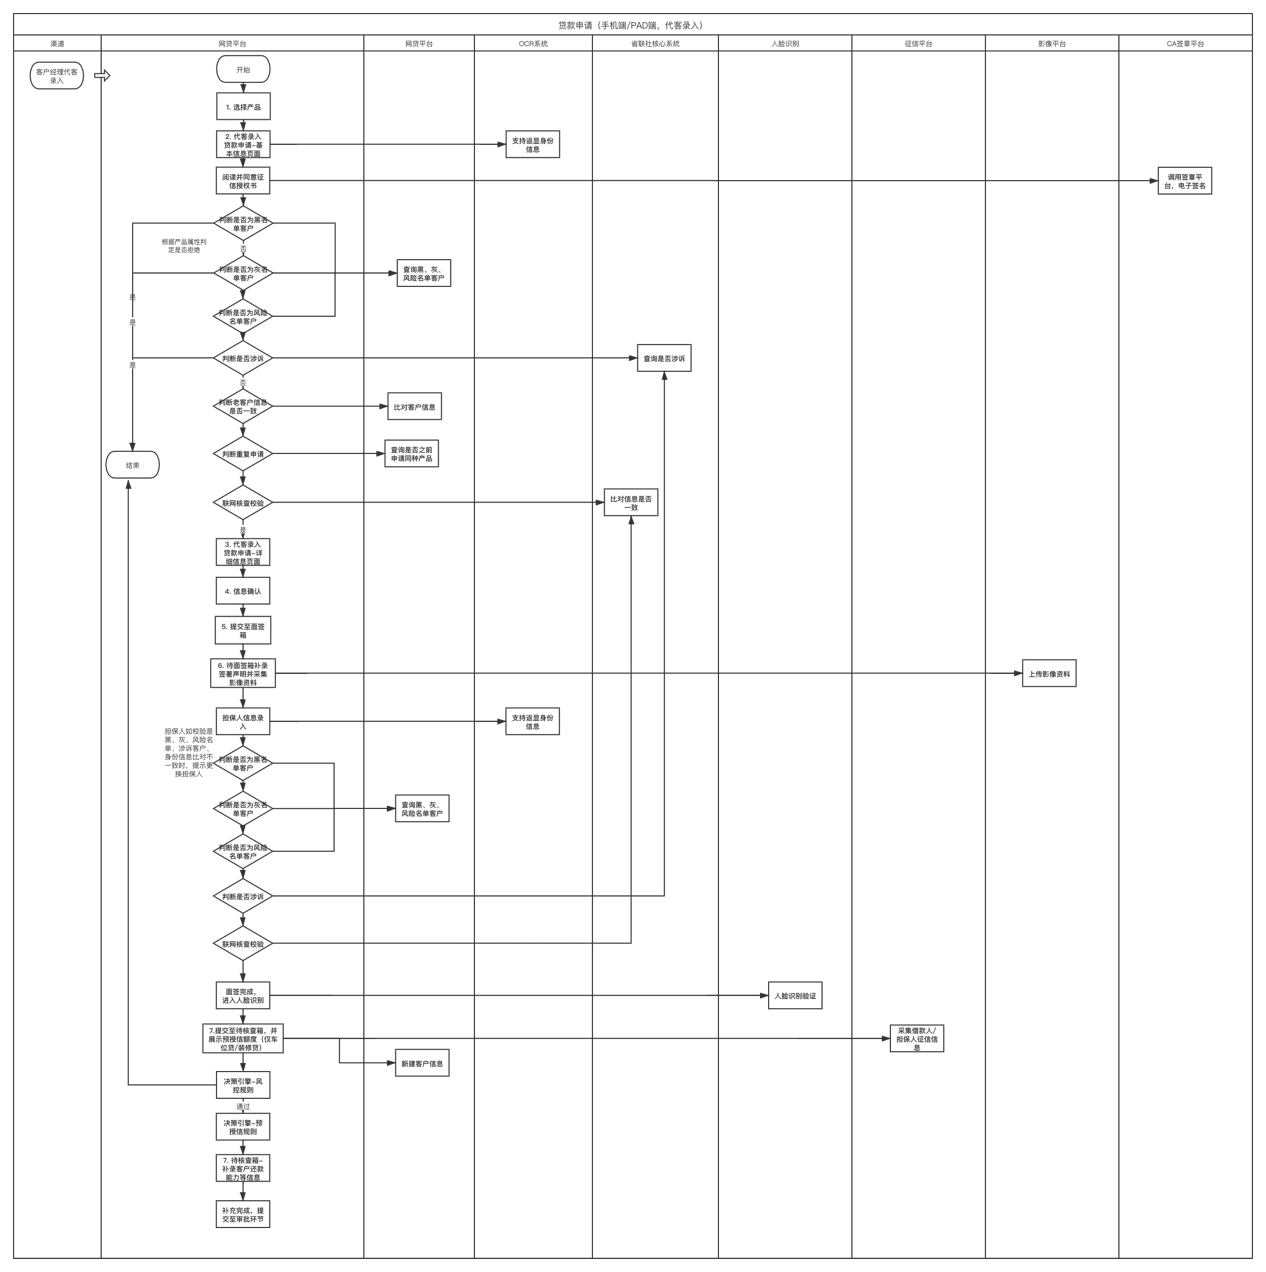 贷款申请（手机端/PAD端，代客录入）
渠道
网贷平台
网贷平台
OCR系统
省联社核心系统
人脸识别
征信平台
影像平台
CA签章平台
客户经理代客
录入
开始
1. 选择产品
2. 代客录入
贷款申请-基
本信息页面
支持返显身份
信息
阅读并同意征
信授权书
调用签章平
台、电子签名
判断是否为黑名
单客户
根据产品属性判
定是否拒绝
否
判断是否为灰名
单客户
查询黑、灰、
风险名单客户
是
判断是否为风险
名单客户
是
判断是否涉诉
查询是否涉诉
是
否
判断老客户信息
是否一致
比对客户信息
判断重复申请
查询是否之前
申请同种产品
结束
联网核查校验
比对信息是否
一致
是
3. 代客录入
贷款申请-详
细信息页面
4. 信息确认
5. 提交至面签
箱
6. 待面签箱补录
签署声明并采集
影像资料
上传影像资料
担保人信息录
入
支持返显身份
信息
担保人如校验是
黑、灰、风险名
单、涉诉客户、
身份信息比对不
一致时，提示更
换担保人
判断是否为黑名
单客户
判断是否为灰名
单客户
查询黑、灰、
风险名单客户
判断是否为风险
名单客户
判断是否涉诉
联网核查校验
面签完成，
进入人脸识别
人脸识别验证
7.提交至待核查箱，并
展示预授信额度（仅车
位贷/装修贷）
采集借款人/
担保人征信信
息
新建客户信息
决策引擎-风
控规则
通过
决策引擎-预
授信规则
7. 待核查箱-
补录客户还款
能力等信息
补充完成，提
交至审批环节